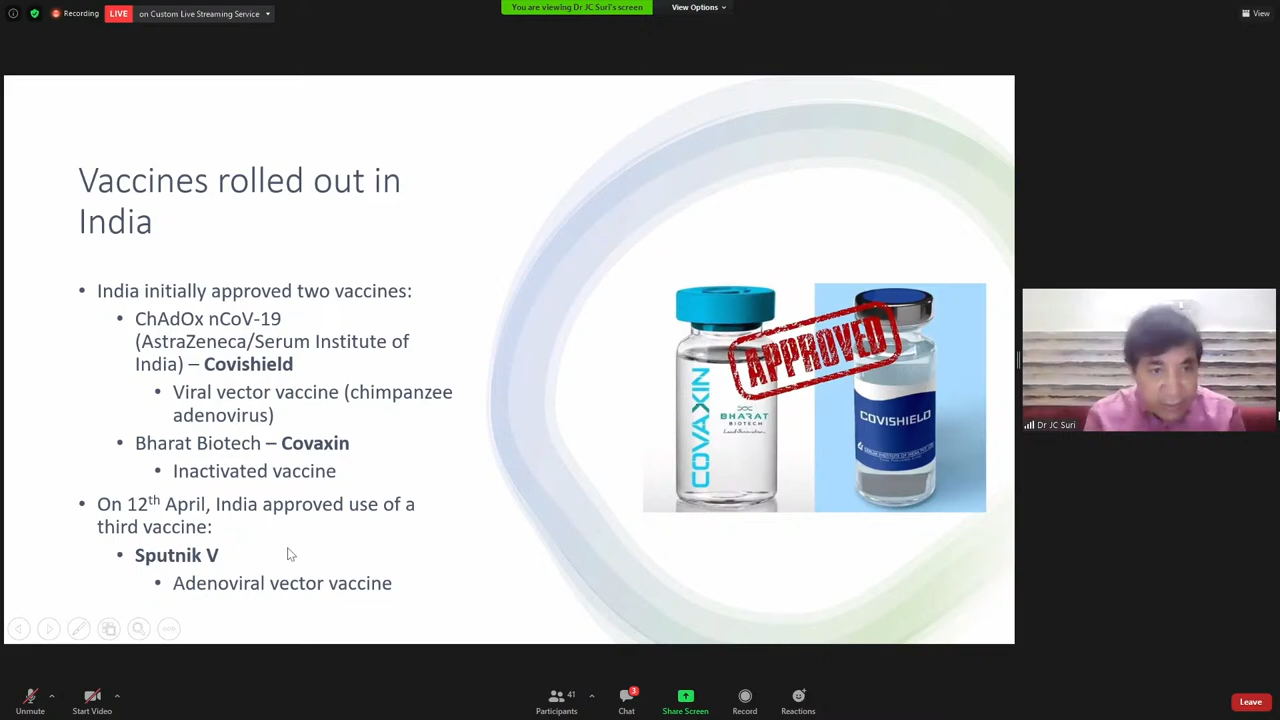 Recording
LIVE
on Custom Live Streaming Service
You are viewing Dr JC Suri's screen
View Options
View
Vaccines rolled out in
India
• India initially approved two vaccines:
• ChAdOx nCoV-19
(AstraZeneca/Serum Institute of
India) – Covishield
• Viral vector vaccine (chimpanzee
adenovirus)
• Bharat Biotech – Covaxin
• Inactivated vaccine
• On 12th April, India approved use of a
third vaccine:
• Sputnik V
• Adenoviral vector vaccine
APPROVED
COVAXIN
BHARAT
BIOTECH
COVISHIELD
Dr JC Suri
Unmute
Start Video
41
Participants
3
Chat
Share Screen
Record
Reactions
Leave